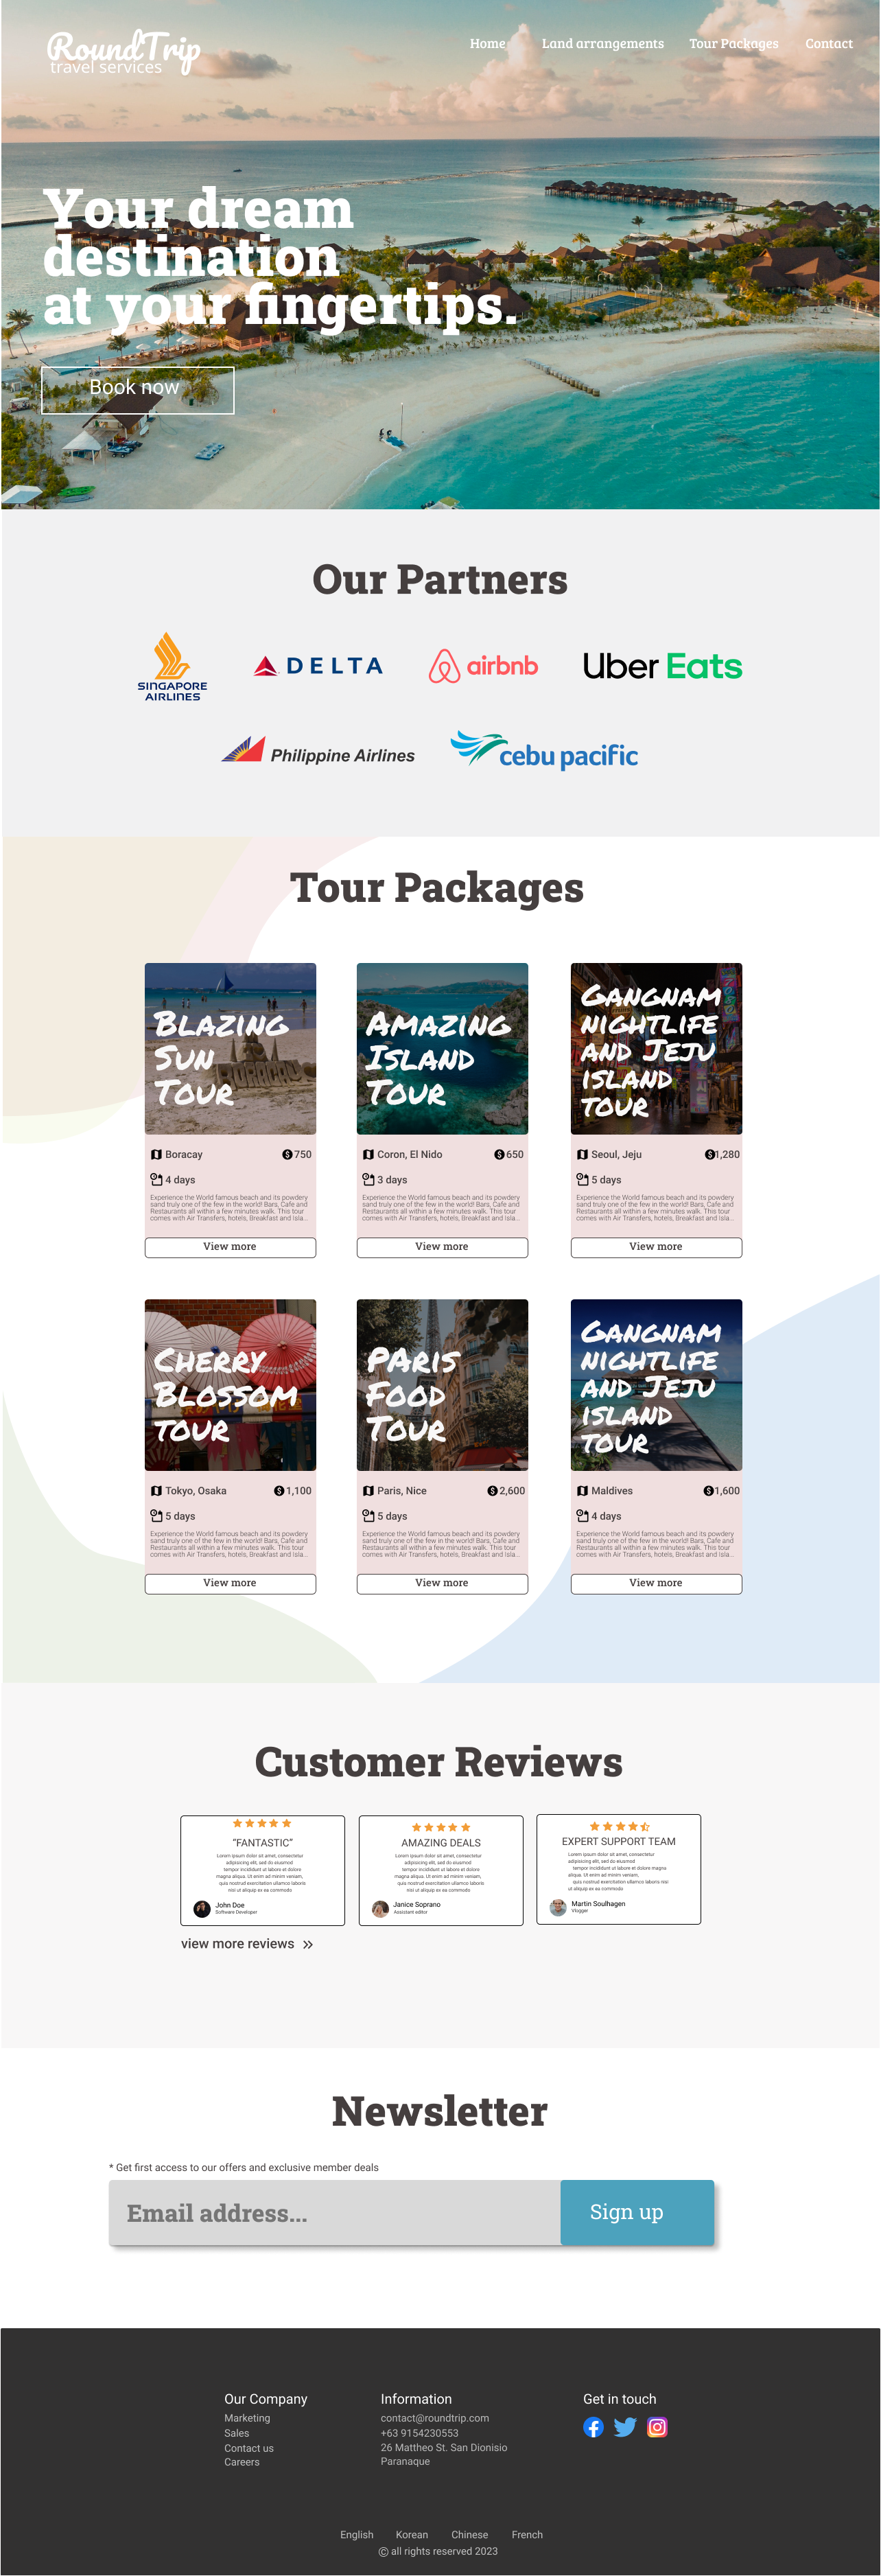 RoundTrip
travel services
Home Land arrangements Tour Packages Contact
Your dream
destination
at your fingertips.
Book now
Our Partners
SINGAPORE
AIRLINES
DELTA
airbnb
Uber Eats
Philippine Airlines
cebu pacific
Tour Packages
Blazing
Sun
Tour
Boracay 750
4 days
Experience the World famous beach and its powdery
sand truly one of the few in the world! Bars, Cafe and
Restaurants all within a few minutes walk. This tour
comes with Air Transfers, hotels, Breakfast and Isla...
View more
Amazing
Island
Tour
Coron, El Nido 650
3 days
Experience the World famous beach and its powdery
sand truly one of the few in the world! Bars, Cafe and
Restaurants all within a few minutes walk. This tour
comes with Air Transfers, hotels, Breakfast and Isla...
View more
Gangnam
nightlife
and Jeju
island
tour
Seoul, Jeju 1,280
5 days
Experience the World famous beach and its powdery
sand truly one of the few in the world! Bars, Cafe and
Restaurants all within a few minutes walk. This tour
comes with Air Transfers, hotels, Breakfast and Isla...
View more
Cherry
Blossom
tour
Tokyo, Osaka 1,100
5 days
Experience the World famous beach and its powdery
sand truly one of the few in the world! Bars, Cafe and
Restaurants all within a few minutes walk. This tour
comes with Air Transfers, hotels, Breakfast and Isla...
View more
PAris
Food
Tour
Paris, Nice 2,600
5 days
Experience the World famous beach and its powdery
sand truly one of the few in the world! Bars, Cafe and
Restaurants all within a few minutes walk. This tour
comes with Air Transfers, hotels, Breakfast and Isla...
View more
Gangnam
nightlife
and Jeju
island
tour
Maldives 1,600
4 days
Experience the World famous beach and its powdery
sand truly one of the few in the world! Bars, Cafe and
Restaurants all within a few minutes walk. This tour
comes with Air Transfers, hotels, Breakfast and Isla...
View more
Customer Reviews
"FANTASTIC"
Lorem ipsum dolor sit amet, consectetur
adipisicing elit, sed do eiusmod
tempor incididunt ut labore et dolore
magna aliqua. Ut enim ad minim veniam,
quis nostrud exercitation ullamco laboris
nisi ut aliquip ex ea commodo
John Doe
Software Developer
AMAZING DEALS
Lorem ipsum dolor sit amet, consectetur
adipisicing elit, sed do eiusmod
tempor incididunt ut labore et dolore
magna aliqua. Ut enim ad minim veniam,
quis nostrud exercitation ullamco laboris
nisi ut aliquip ex ea commodo
Janice Soprano
Assistant editor
EXPERT SUPPORT TEAM
Lorem ipsum dolor sit amet, consectetur
adipisicing elit, sed do eiusmod
tempor incididunt ut labore et dolore magna
aliqua. Ut enim ad minim veniam,
quis nostrud exercitation ullamco laboris nisi
ut aliquip ex ea commodo
Martin Soulhagen
Vlogger
view more reviews »
Newsletter
* Get first access to our offers and exclusive member deals
Email address...
Sign up
Our Company
Marketing
Sales
Contact us
Careers
Information
contact@roundtrip.com
+63 9154230553
26 Mattheo St. San Dionisio
Paranaque
Get in touch
English Korean Chinese French
© all rights reserved 2023